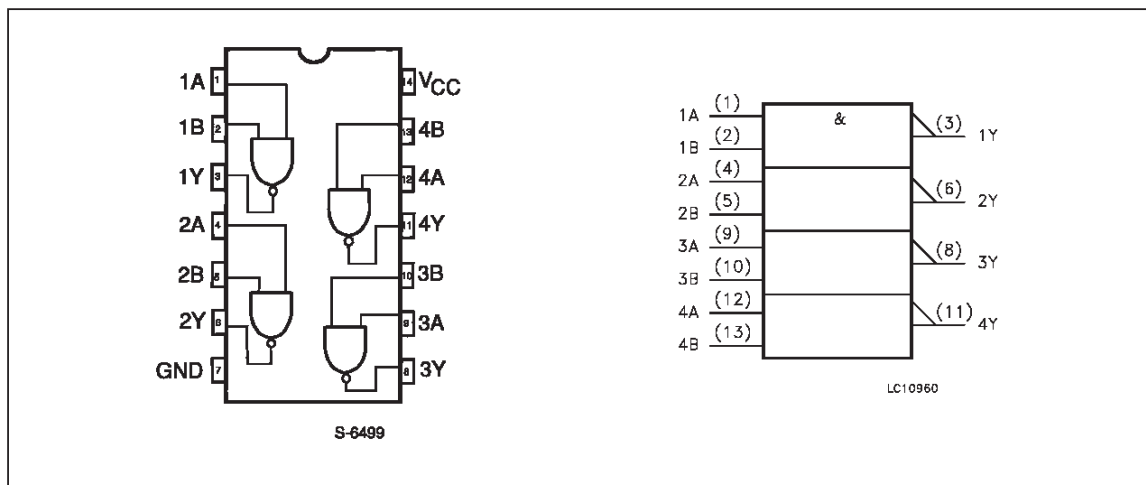 1A 1 14 VCC
1B 2 13 4B
1Y 3 12 4A
2A 4 11 4Y
2B 5 10 3B
2Y 6 9 3A
GND 7 8 3Y
S-6499
&
1A (1)
1B (2)
(3) 1Y
2A (4)
2B (5)
(6) 2Y
3A (9)
3B (10)
(8) 3Y
4A (12)
4B (13)
(11) 4Y
LC10960